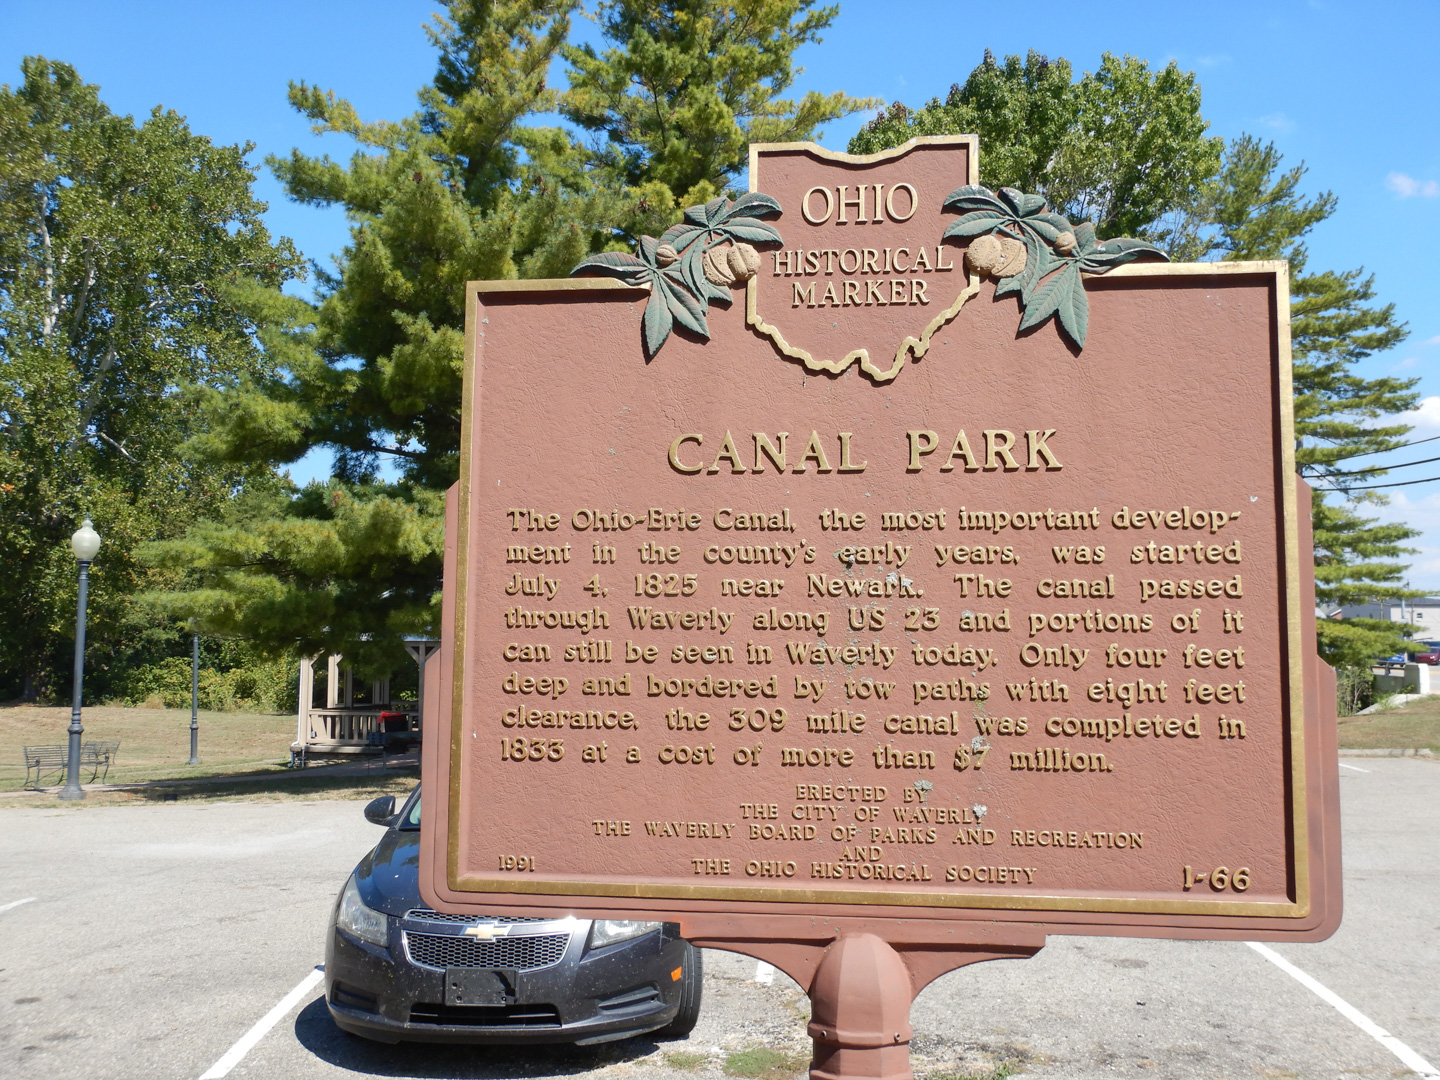 OHIO
HISTORICAL
MARKER
CANAL PARK
The Ohio-Erie Canal, the most important develop-
ment in the county's early years, was started
July 4, 1825 near Newark. The canal passed
through Waverly along US 23 and portions of it
can still be seen in Waverly today. Only four feet
deep and bordered by tow paths with eight feet
clearance, the 309 mile canal was completed in
1833 at a cost of more than $7 million.
ERECTED BY
THE CITY OF WAVERLY
THE WAVERLY BOARD OF PARKS AND RECREATION
AND
THE OHIO HISTORICAL SOCIETY
1991
1-66